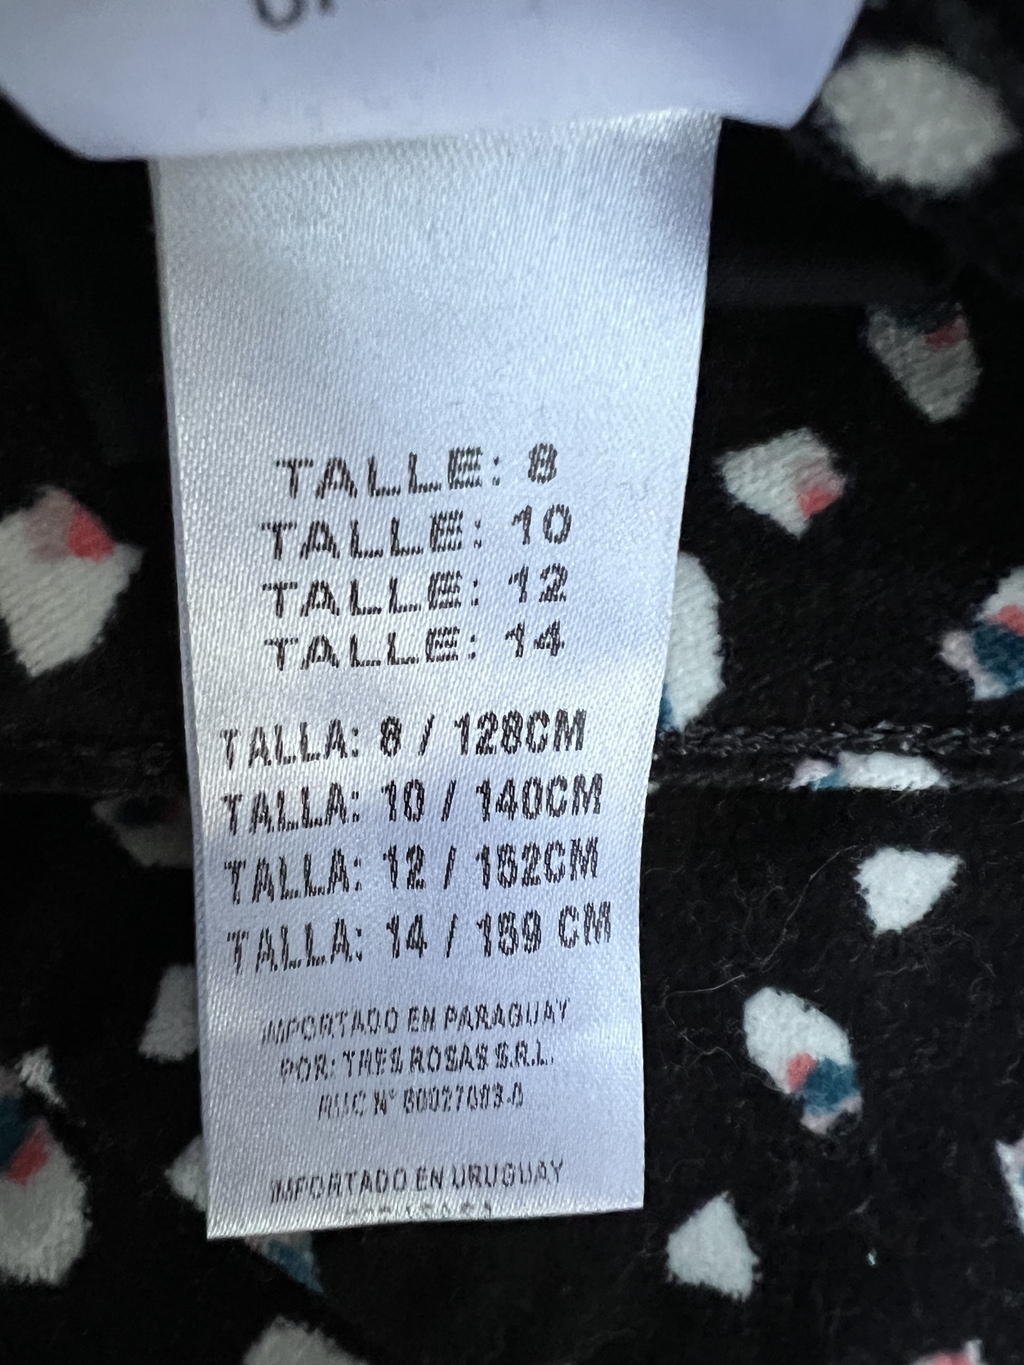 TALLE: 8
TALLE: 10
TALLE: 12
TALLE: 14
TALLA: 8 / 128CM
TALLA: 10 / 140CM
TALLA: 12 / 152CM
TALLA: 14 / 159 CM
IMPORTADO EN PARAGUAY
POR: TRES ROSAS S.R.L.
RUC N°
IMPORTADO EN URUGUAY